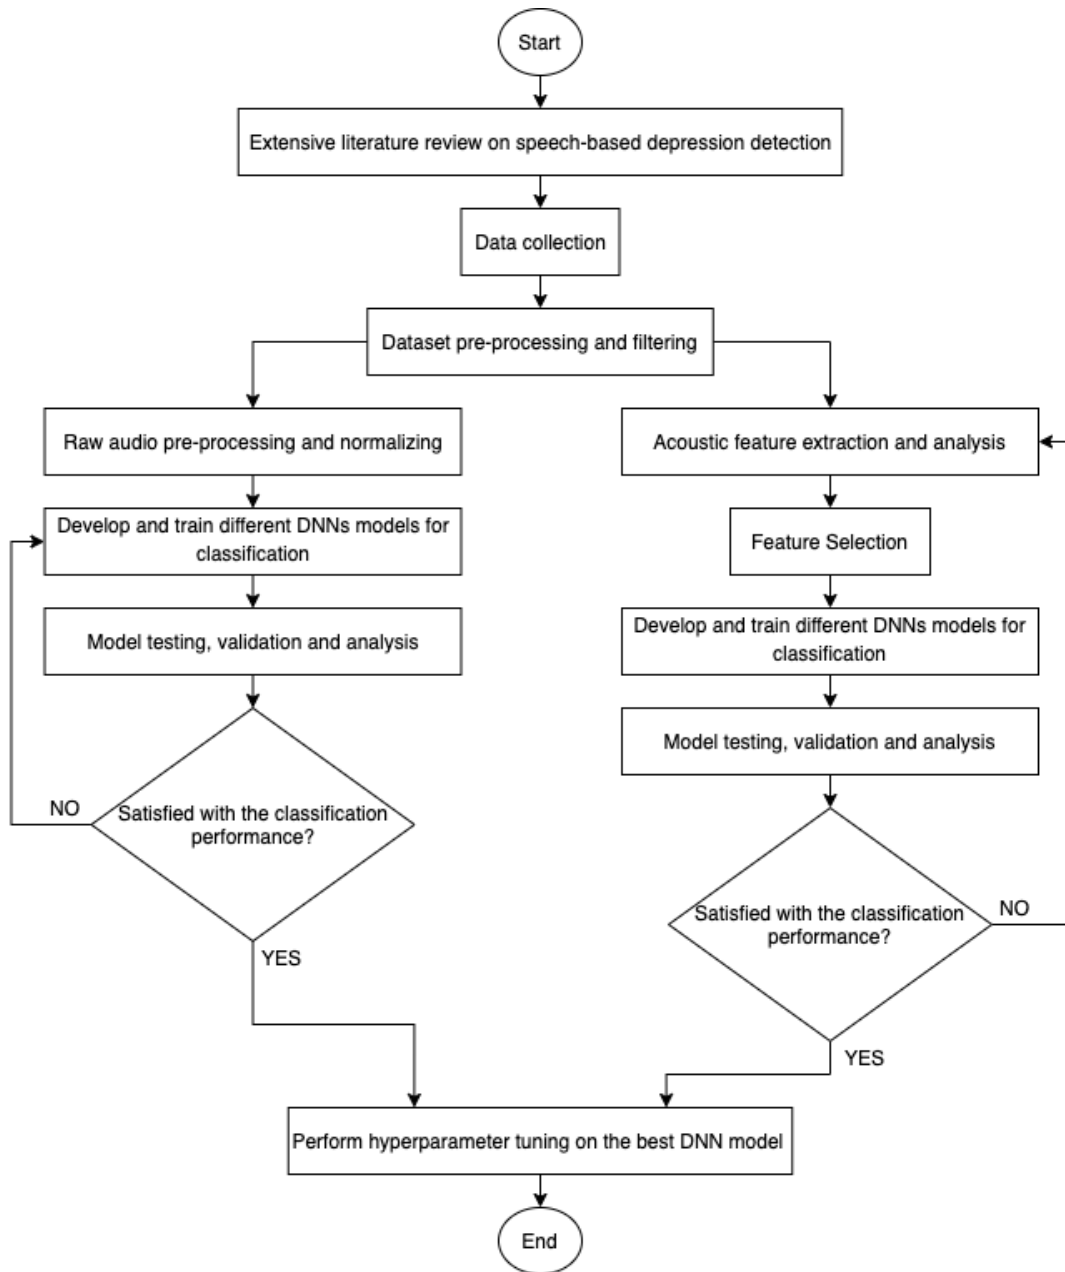 Start
Extensive literature review on speech-based depression detection
Data collection
Dataset pre-processing and filtering
Raw audio pre-processing and normalizing
Develop and train different DNNs models for
classification
Model testing, validation and analysis
NO
Satisfied with the classification
performance?
YES
Acoustic feature extraction and analysis
Feature Selection
Develop and train different DNNs models for
classification
Model testing, validation and analysis
Satisfied with the classification
performance?
NO
YES
Perform hyperparameter tuning on the best DNN model
End